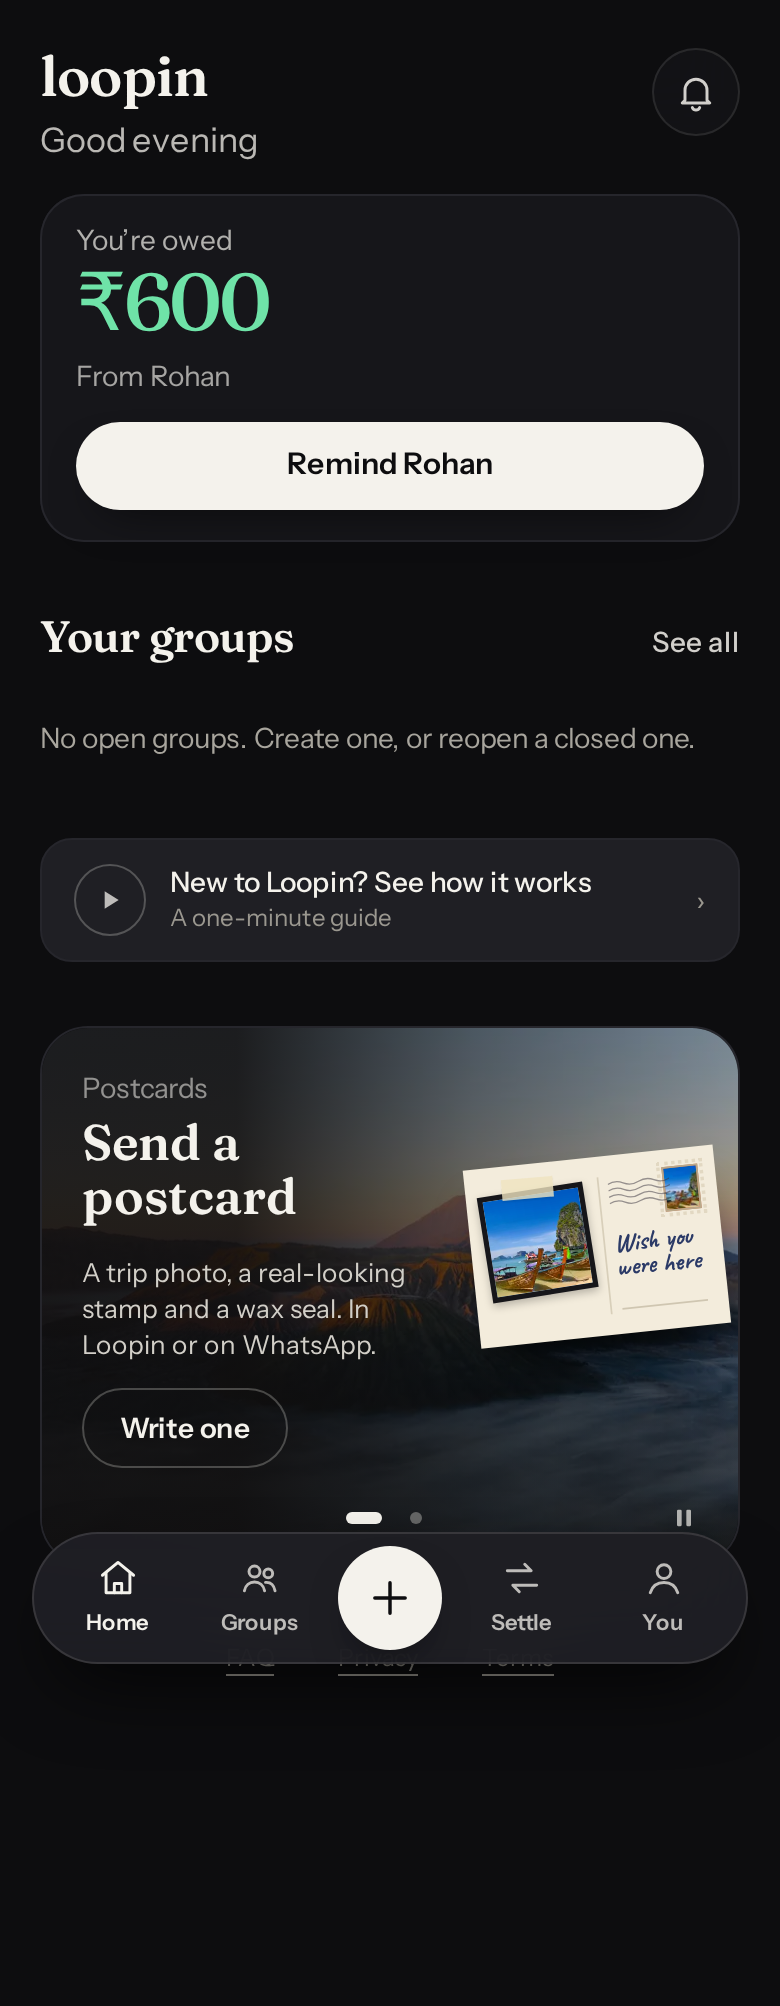 loopin
Good evening
You're owed
₹600
From Rohan
Remind Rohan
Your groups
See all
No open groups. Create one, or reopen a closed one.
New to Loopin? See how it works
A one-minute guide
›
Postcards
Send a
postcard
A trip photo, a real-looking
stamp and a wax seal. In
Loopin or on WhatsApp.
Wish you
were here
Write one
Home
Groups
Settle
You
FAQ
Privacy
Terms